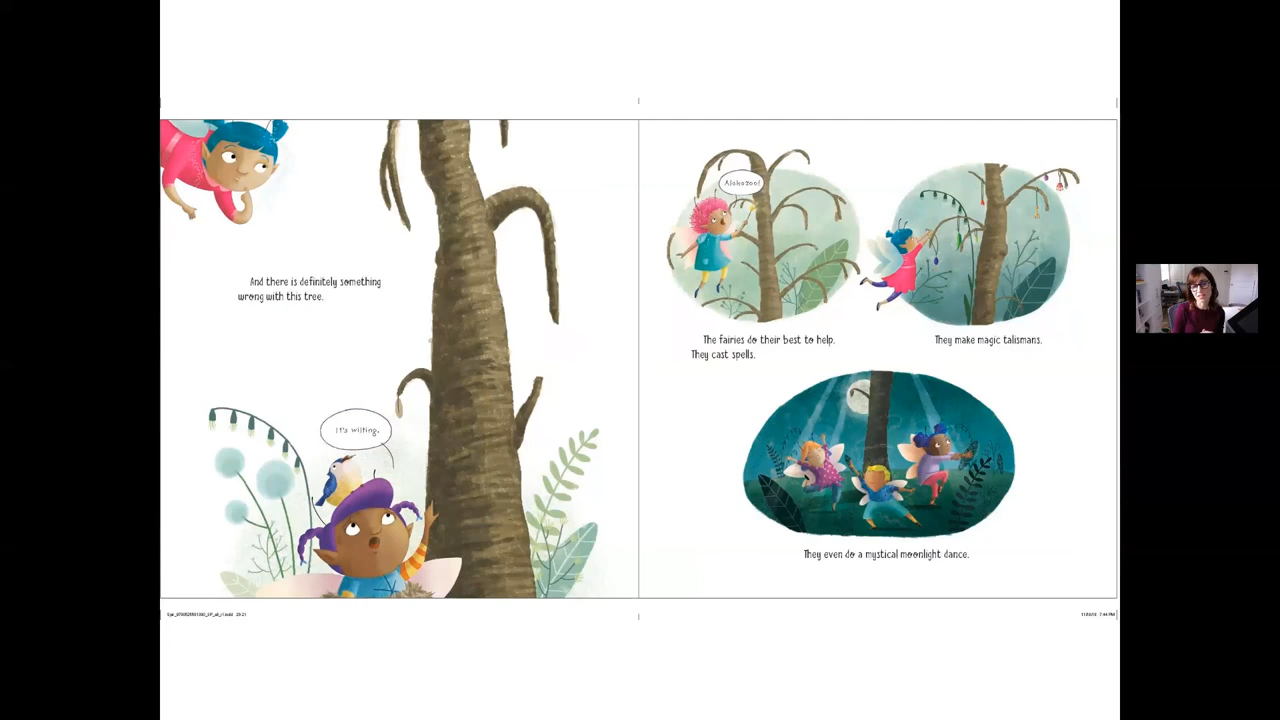 And there is definitely something
wrong with this tree.
It's wilting.
Alakazoo!
The fairies do their best to help.
They cast spells.
They make magic talismans.
They even do a mystical moonlight dance.